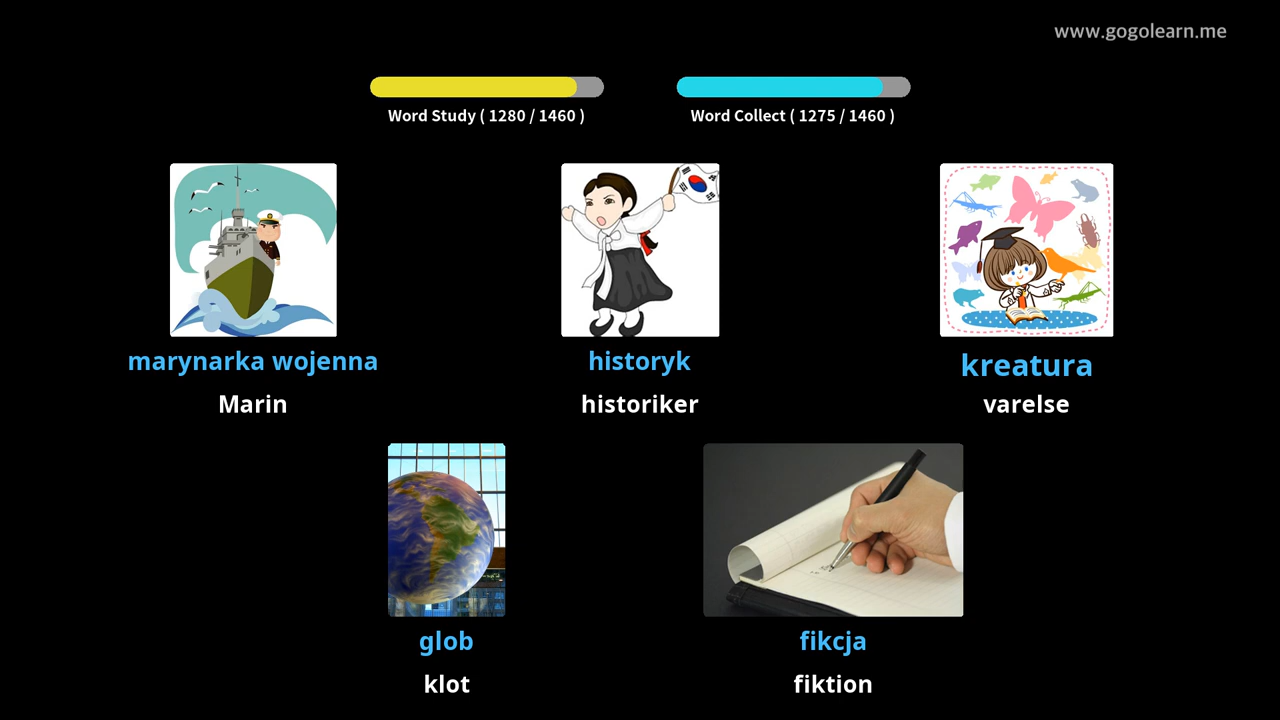 www.gogolearn.me
Word Study ( 1280 / 1460 )
Word Collect ( 1275 / 1460 )
marynarka wojenna
historyk
kreatura
Marin
historiker
varelse
glob
fikcja
klot
fiktion